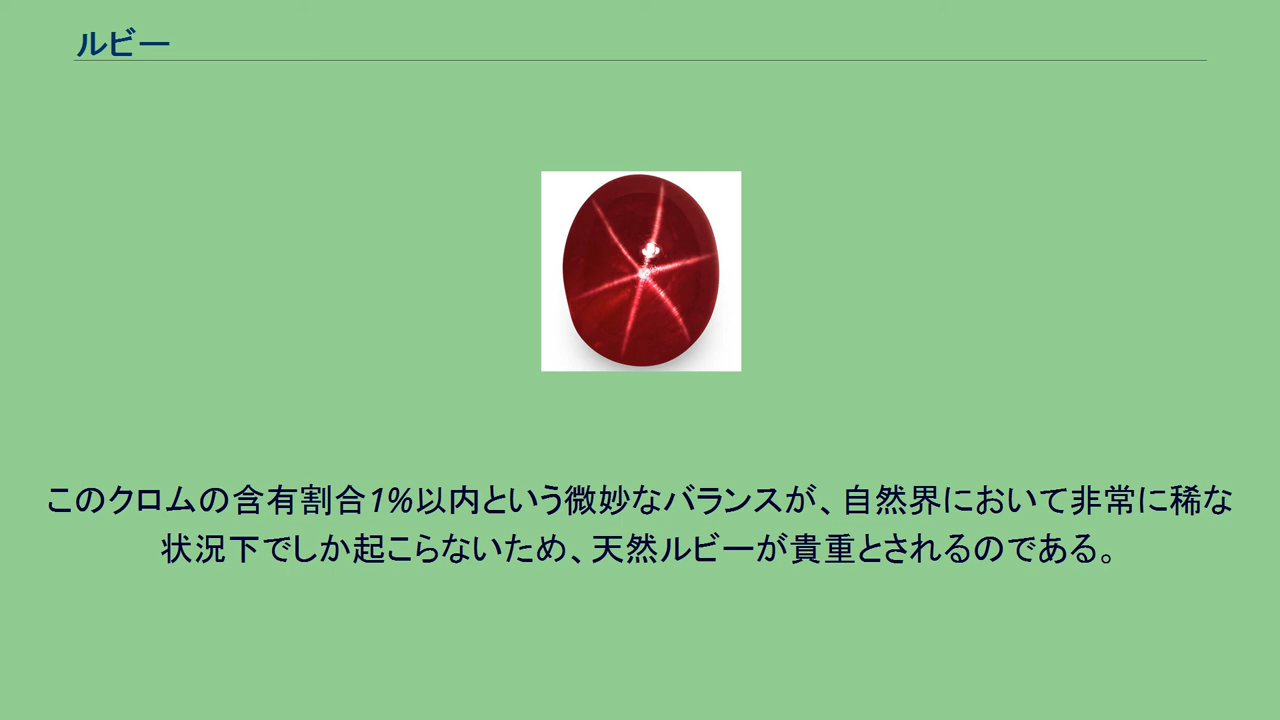 ルビー
このクロムの含有割合1%以内という微妙なバランスが、自然界において非常に稀な
状況下でしか起こらないため、天然ルビーが貴重とされるのである。